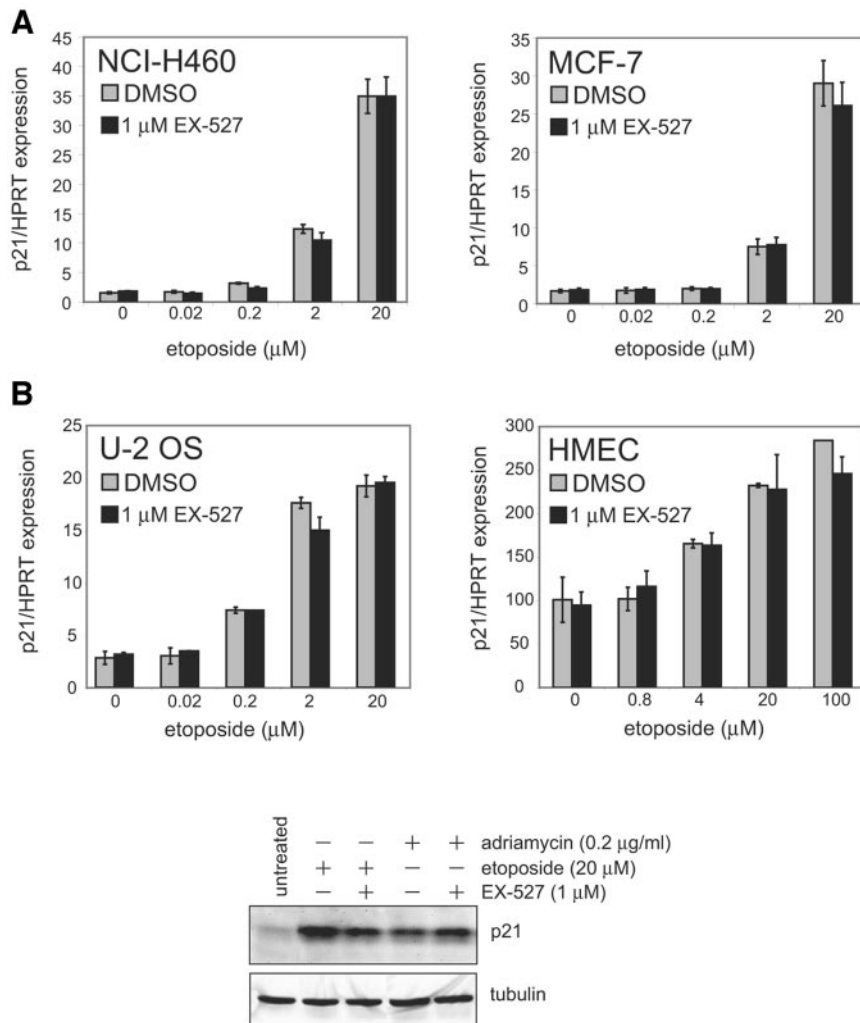 A
NCI-H460
DMSO
1 μM EX-527
p21/HPRT expression
45
40
35
30
25
20
15
10
5
0
0 0.02 0.2 2 20
etoposide (μM)
MCF-7
DMSO
1 μM EX-527
p21/HPRT expression
35
30
25
20
15
10
5
0
0 0.02 0.2 2 20
etoposide (μM)
B
U-2 OS
DMSO
1 μM EX-527
p21/HPRT expression
25
20
15
10
5
0
0 0.02 0.2 2 20
etoposide (μM)
HMEC
DMSO
1 μM EX-527
p21/HPRT expression
300
250
200
150
100
50
0
0 0.8 4 20 100
etoposide (μM)
untreated
− − + + adriamycin (0.2 μg/ml)
+ + − − etoposide (20 μM)
− + − + EX-527 (1 μM)
p21
tubulin